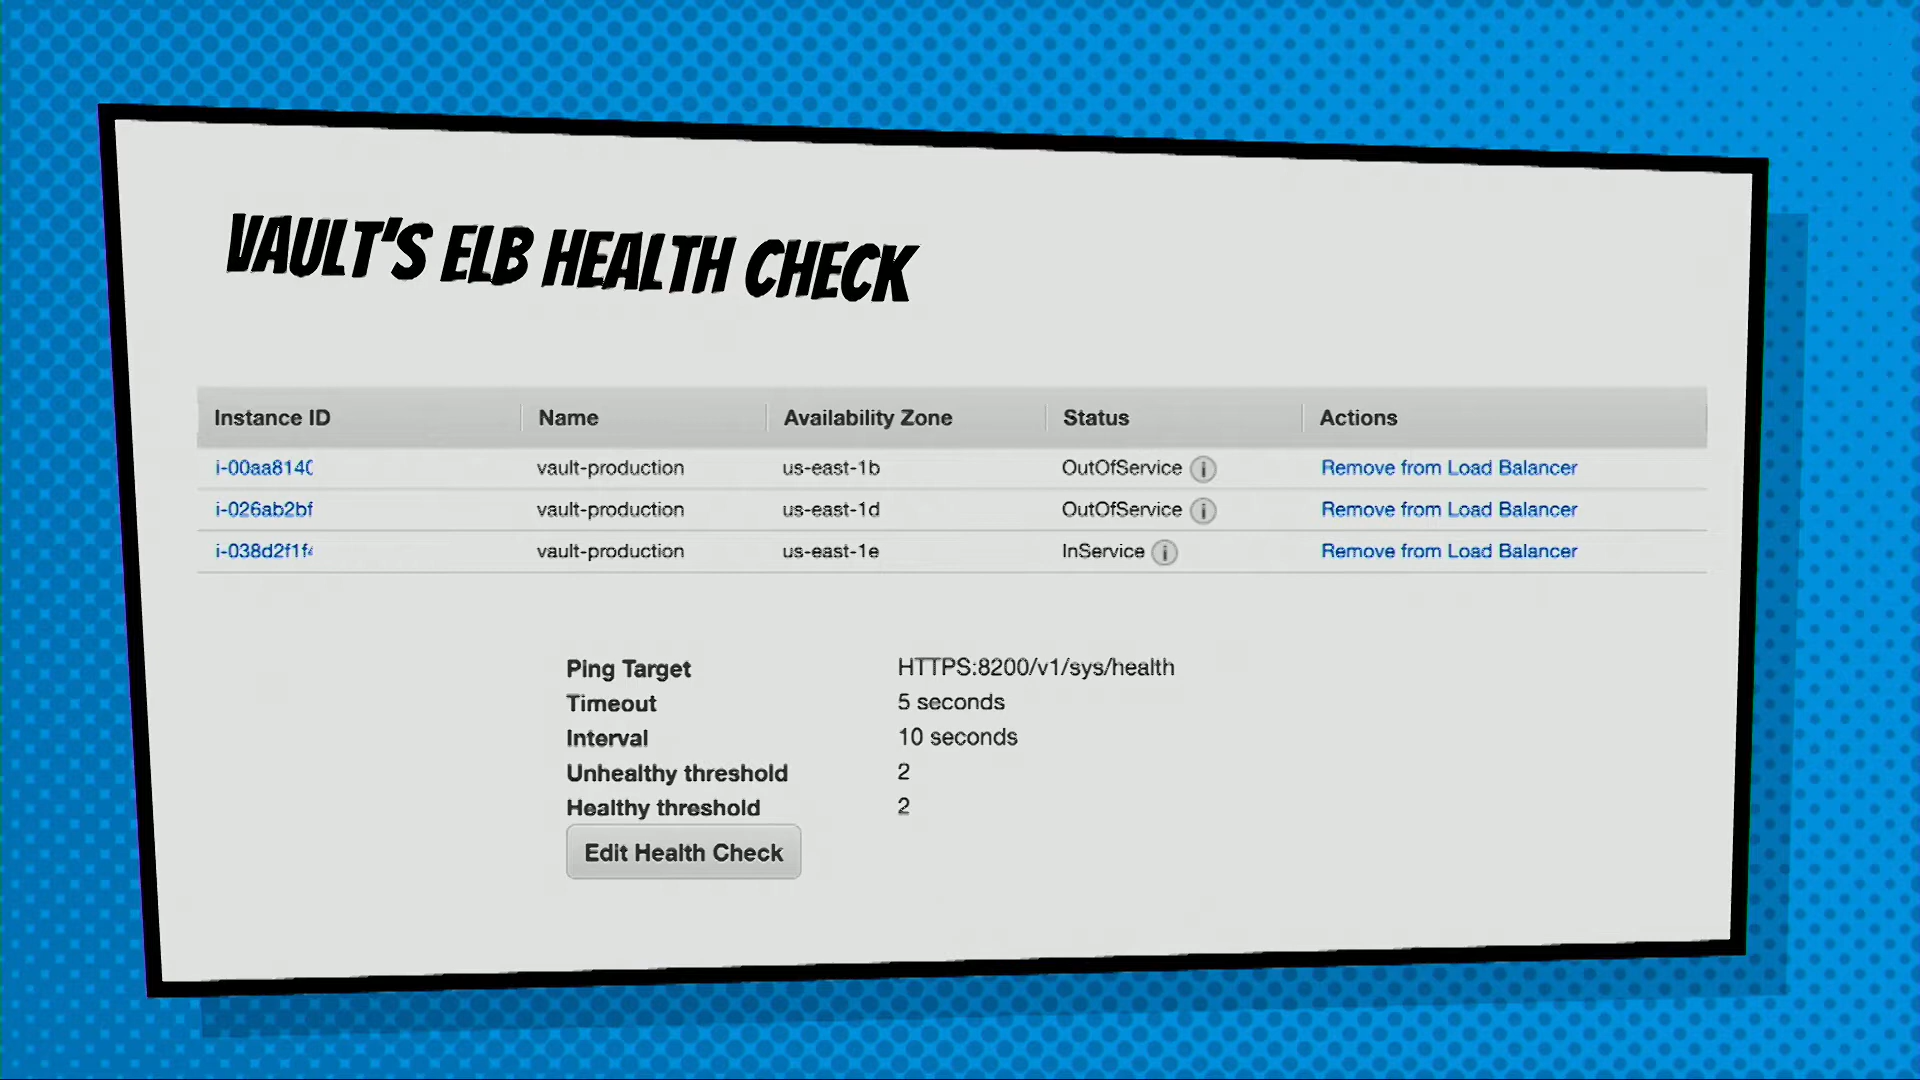 VAULT'S ELB HEALTH CHECK
Instance ID Name Availability Zone Status Actions
i-00aa814 vault-production us-east-1b OutOfService i Remove from Load Balancer
i-026ab2bf vault-production us-east-1d OutOfService i Remove from Load Balancer
i-038d2f1f vault-production us-east-1e InService i Remove from Load Balancer
Ping Target HTTPS:8200/v1/sys/health
Timeout 5 seconds
Interval 10 seconds
Unhealthy threshold 2
Healthy threshold 2
Edit Health Check